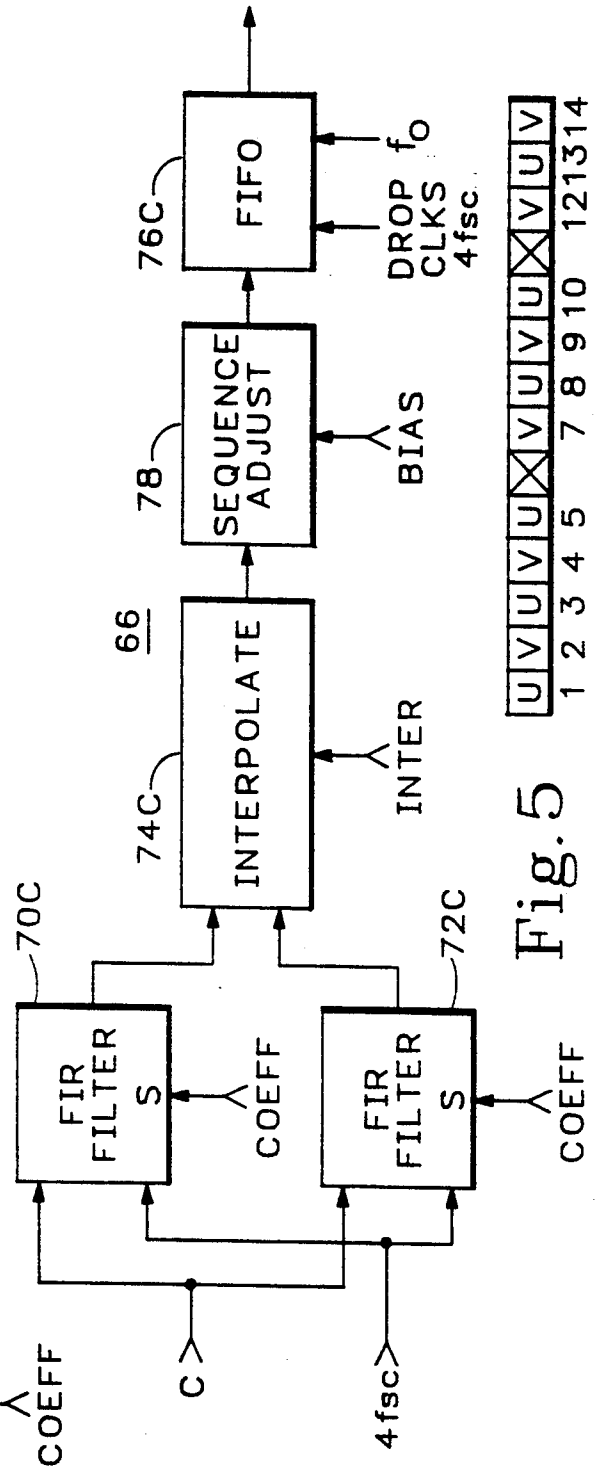 COEFF
C
4fsc
70C
FIR
FILTER
S
COEFF
72C
FIR
FILTER
S
COEFF
66
74C
INTERPOLATE
INTER
78
SEQUENCE
ADJUST
BIAS
76C
FIFO
DROP
CLKS
4fsc
fO
Fig. 5
U V U V U X V U V U X V U V
1 2 3 4 5 7 8 9 10 12 13 14